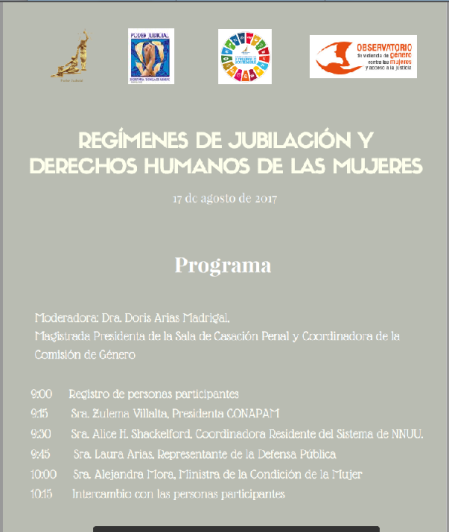 PODER JUDICIAL
OBSERVATORIO
de violencia de género
contra las mujeres
y acceso a la justicia
REGÍMENES DE JUBILACIÓN Y
DERECHOS HUMANOS DE LAS MUJERES
17 de agosto de 2017
Programa
Moderadora: Dra. Doris Arias Madrigal,
Magistrada Presidenta de la Sala de Casación Penal y Coordinadora de la
Comisión de Género
9:00 Registro de personas participantes
9:15 Sra. Zulema Villalta, Presidenta CONAPAM
9:30 Sra. Alice H. Shackelford, Coordinadora Residente del Sistema de NNUU.
9:45 Sra. Laura Arias, Representante de la Defensa Pública
10:00 Sra. Alejandra Mora, Ministra de la Condición de la Mujer
10:15 Intercambio con las personas participantes